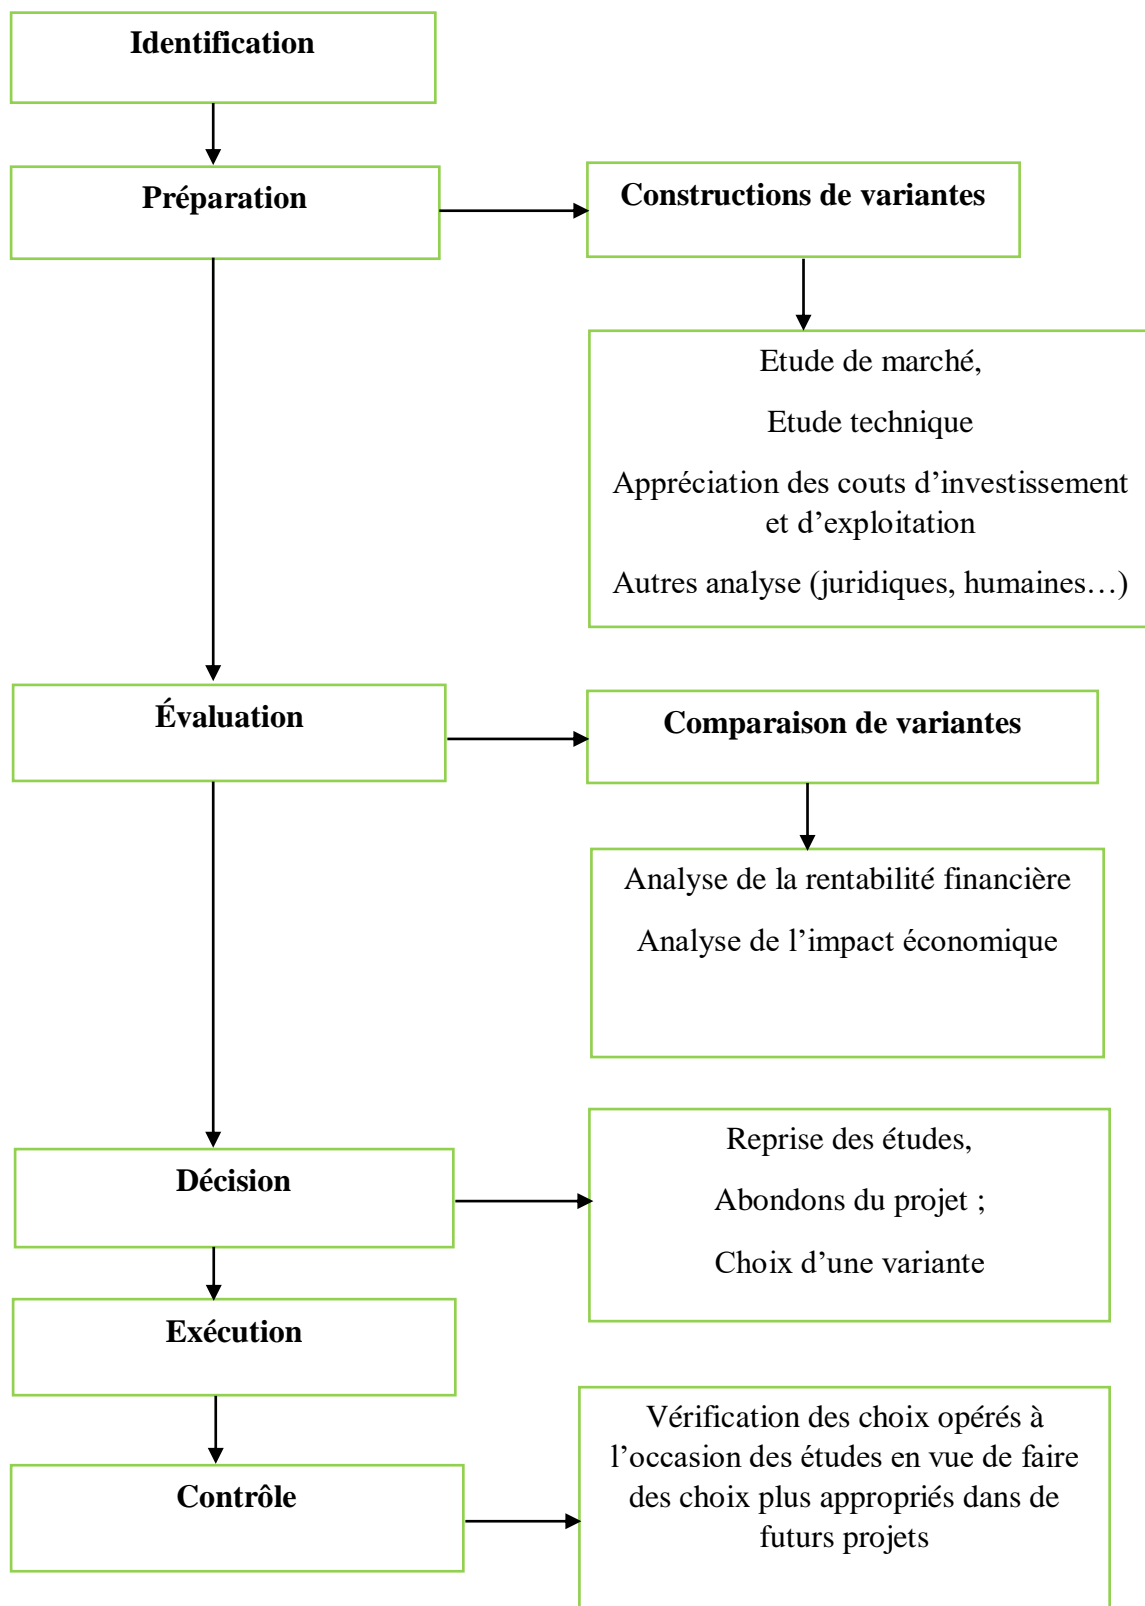 Identification
Préparation
Constructions de variantes
Etude de marché,
Etude technique
Appréciation des couts d’investissement
et d’exploitation
Autres analyse (juridiques, humaines…)
Évaluation
Comparaison de variantes
Analyse de la rentabilité financière
Analyse de l’impact économique
Décision
Reprise des études,
Abondons du projet ;
Choix d’une variante
Exécution
Contrôle
Vérification des choix opérés à
l’occasion des études en vue de faire
des choix plus appropriés dans de
futurs projets